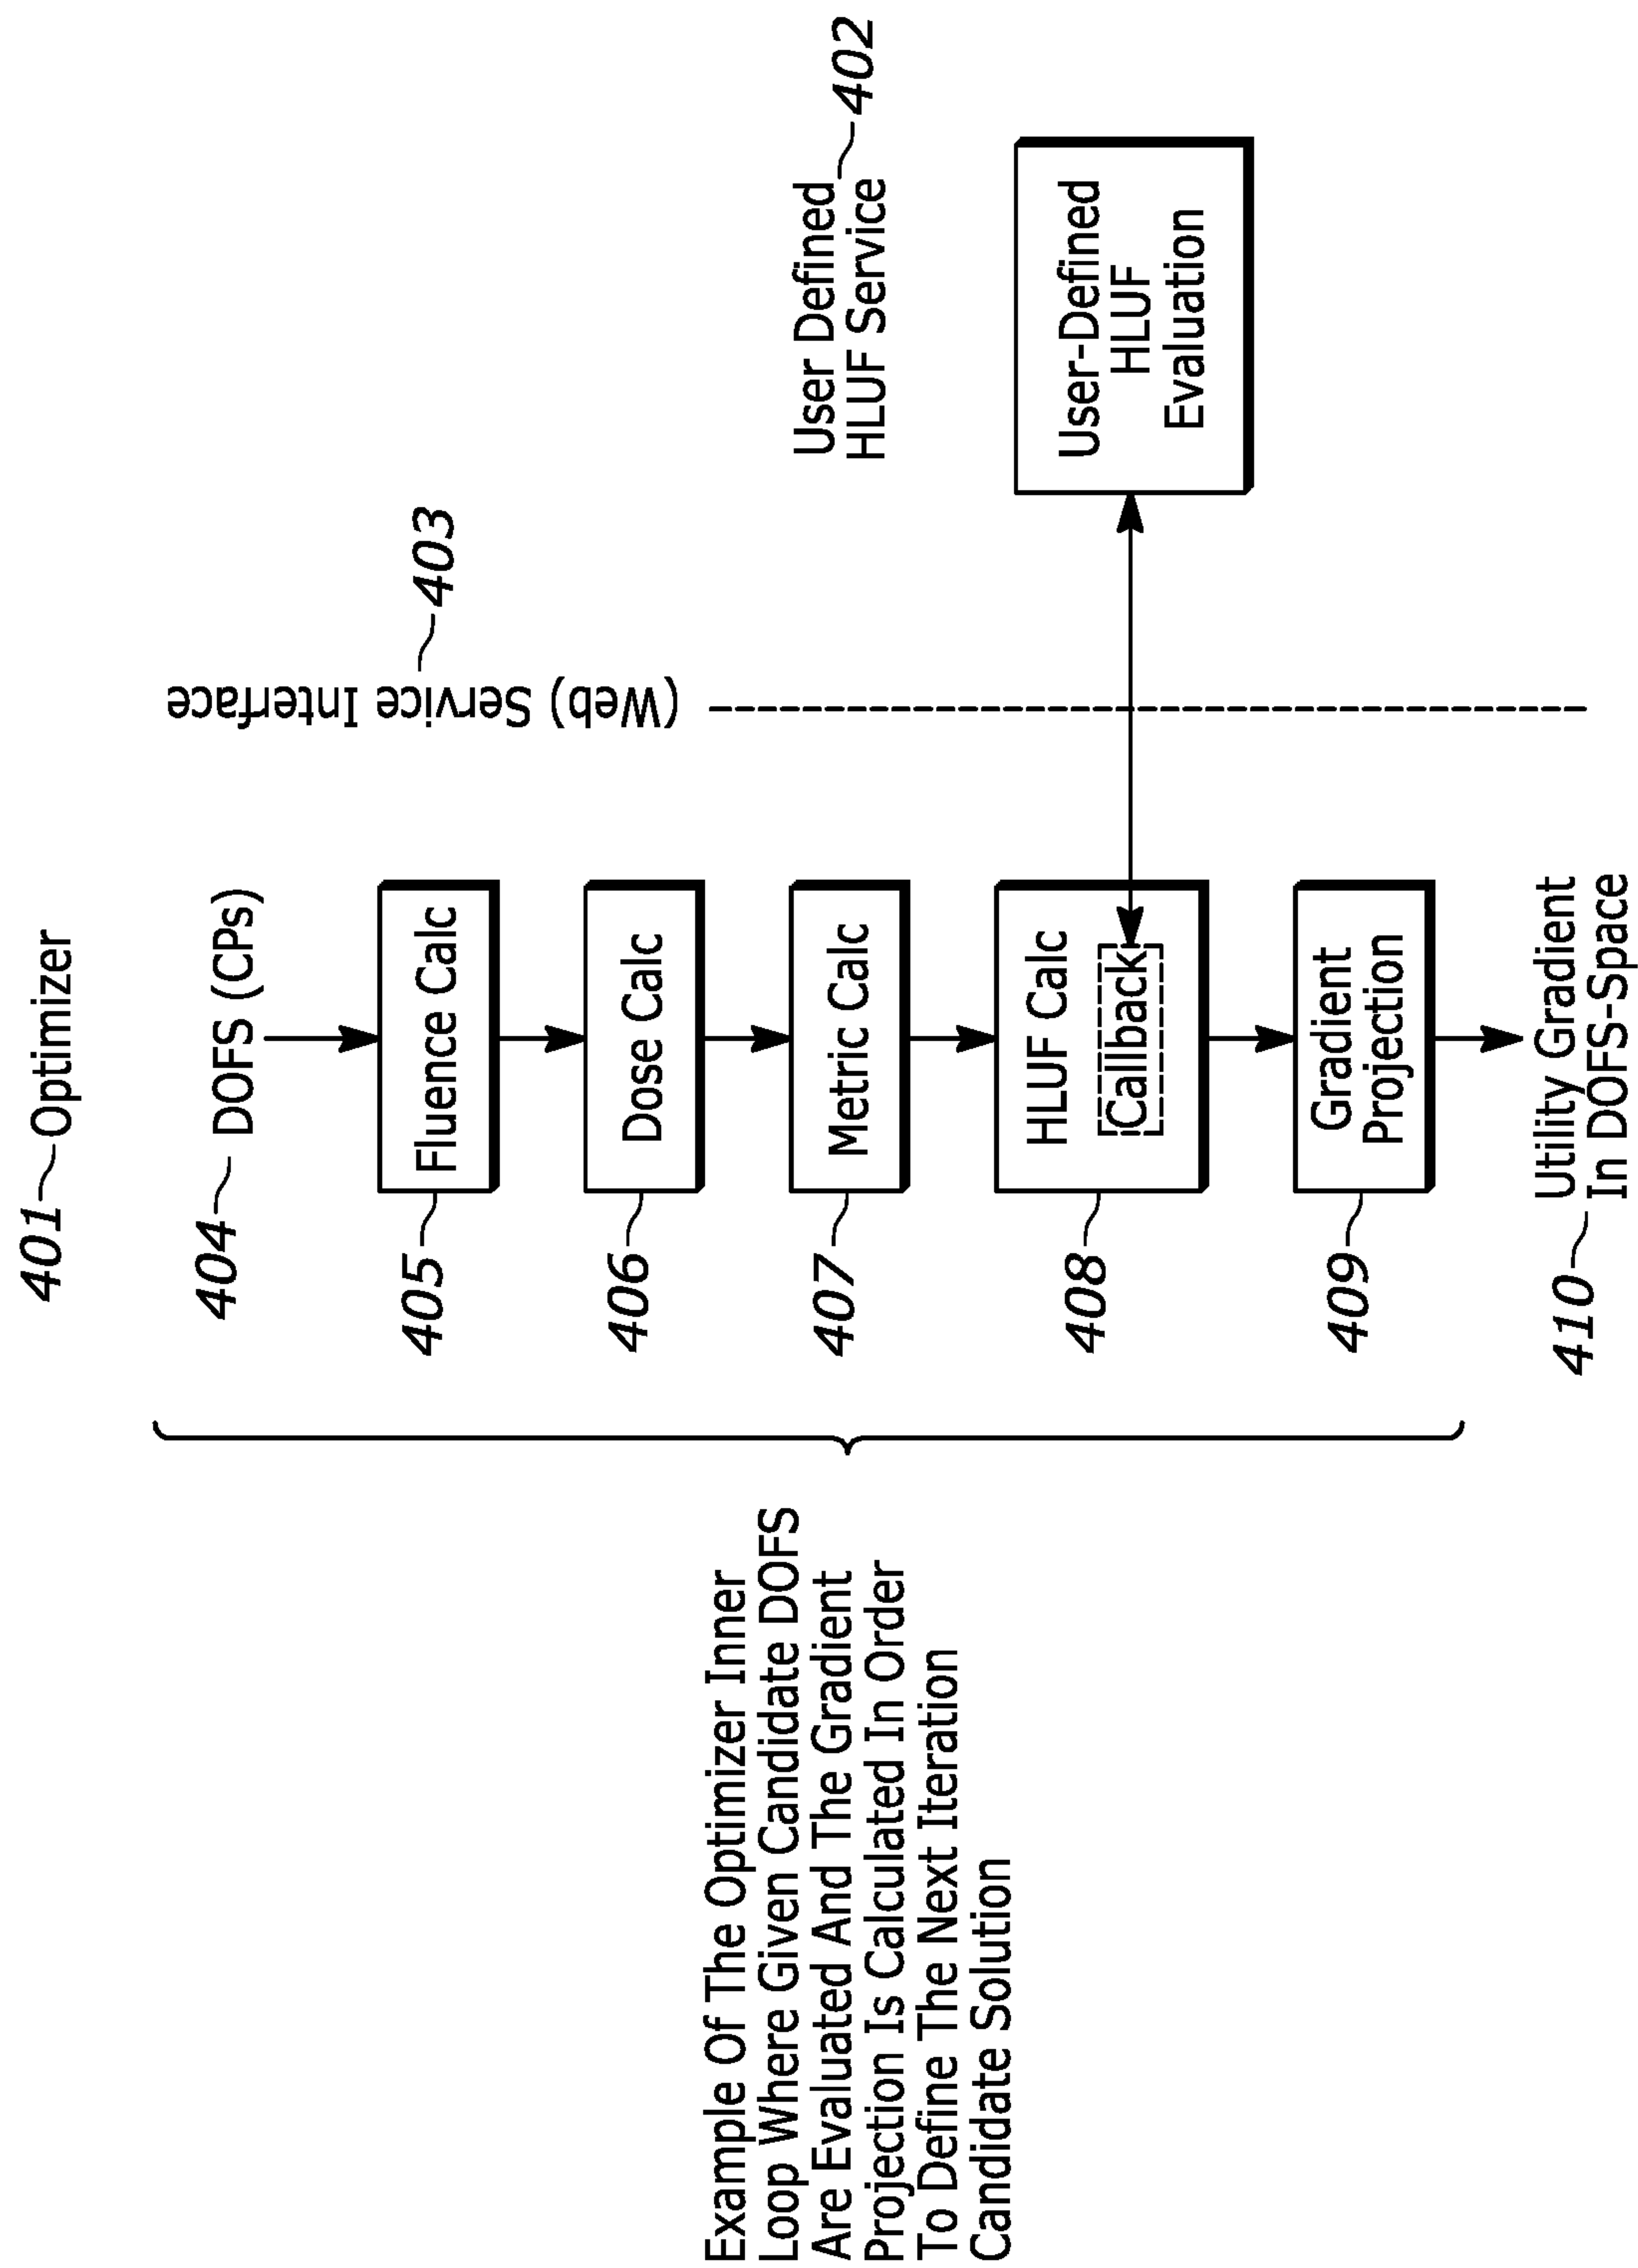 401
Optimizer
404
DOFS (CPs)
405
Fluence Calc
406
Dose Calc
407
Metric Calc
408
HLUF Calc
Callback
409
Gradient
Projection
410
Utility Gradient
In DOFS-Space
(Web) Service Interface
403
User Defined
HLUF Service
402
User-Defined
HLUF
Evaluation
Example Of The Optimizer Inner
Loop Where Given Candidate DOFS
Are Evaluated And The Gradient
Projection Is Calculated In Order
To Define The Next Iteration
Candidate Solution